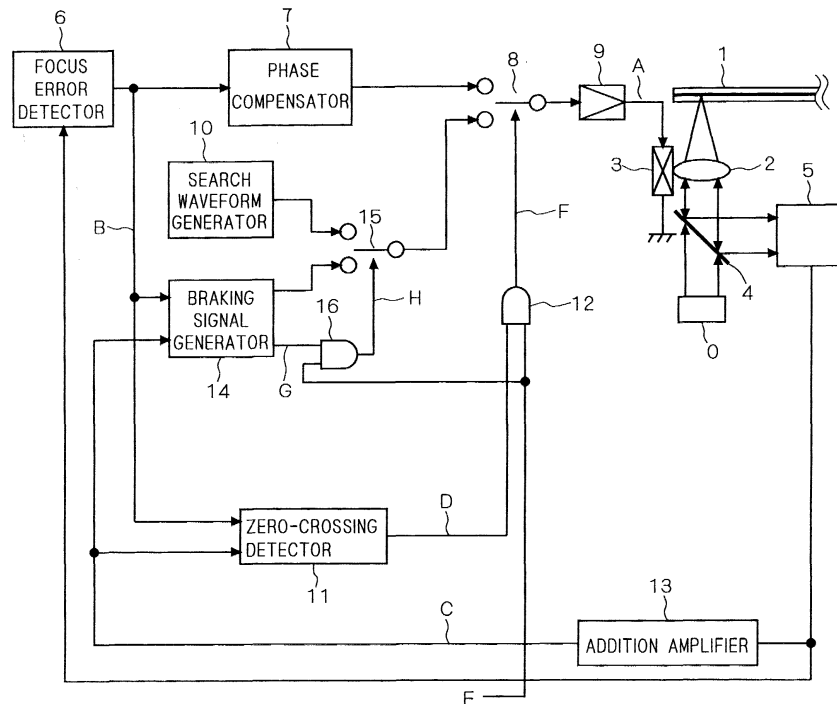 6
FOCUS
ERROR
DETECTOR
7
PHASE
COMPENSATOR
8
9
A
1
10
SEARCH
WAVEFORM
GENERATOR
3
2
5
B
15
F
4
H
BRAKING
SIGNAL
GENERATOR
16
12
14
G
0
D
ZERO-CROSSING
DETECTOR
11
C
13
ADDITION AMPLIFIER
E